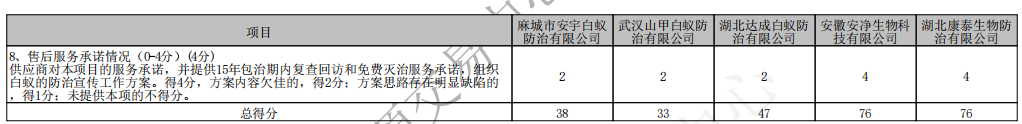 项目
麻城市安宇白蚁
防治有限公司
武汉山甲白蚁防
治有限公司
湖北达成白蚁防
治有限公司
安徽安净生物科
技有限公司
湖北康泰生物防
治有限公司
8、售后服务承诺情况（0-4分）(4分)
供应商对本项目的服务承诺，并提供15年包治期内复查回访和免费灭治服务承诺，组织
白蚁的防治宣传工作方案。得4分，方案内容欠佳的，得2分；方案思路存在明显缺陷的
，得1分；未提供本项的不得分。
2
2
2
4
4
总得分
38
33
47
76
76
源交易
中心